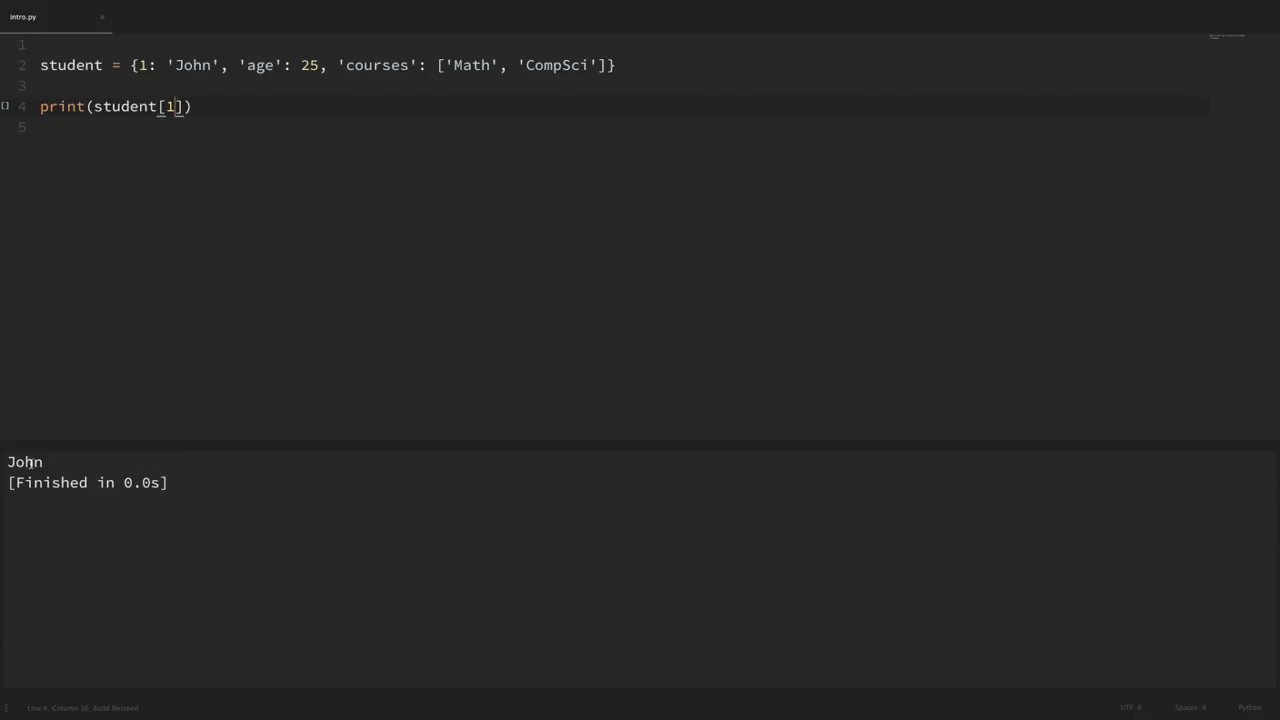 intro.py ×
1
2 student = {1: 'John', 'age': 25, 'courses': ['Math', 'CompSci']}
3
[] 4 print(student[1])
5
John
[Finished in 0.0s]
Line 4, Column 16, Build finished UTF-8 Spaces: 4 Python